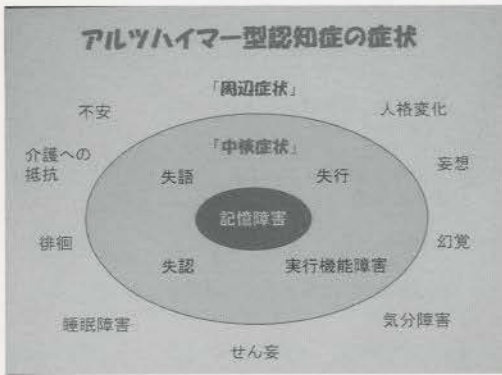 アルツハイマー型認知症の症状
「周辺症状」
不安
人格変化
「中核症状」
介護への
抵抗
妄想
失語
失行
記憶障害
徘徊
幻覚
失認
実行機能障害
睡眠障害
気分障害
せん妄